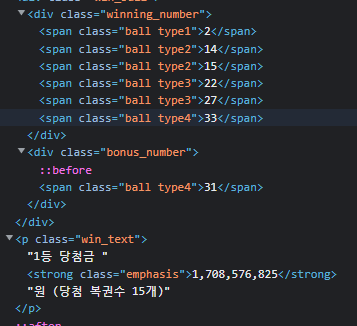 <div class="winning_number">
<span class="ball type1">2</span>
<span class="ball type2">14</span>
<span class="ball type2">15</span>
<span class="ball type3">22</span>
<span class="ball type3">27</span>
<span class="ball type4">33</span>
</div>
<div class="bonus_number">
::before
<span class="ball type4">31</span>
</div>
</div>
<p class="win_text">
"1등 당첨금 "
<strong class="emphasis">1,708,576,825</strong>
"원 (당첨 복권수 15개)"
</p>